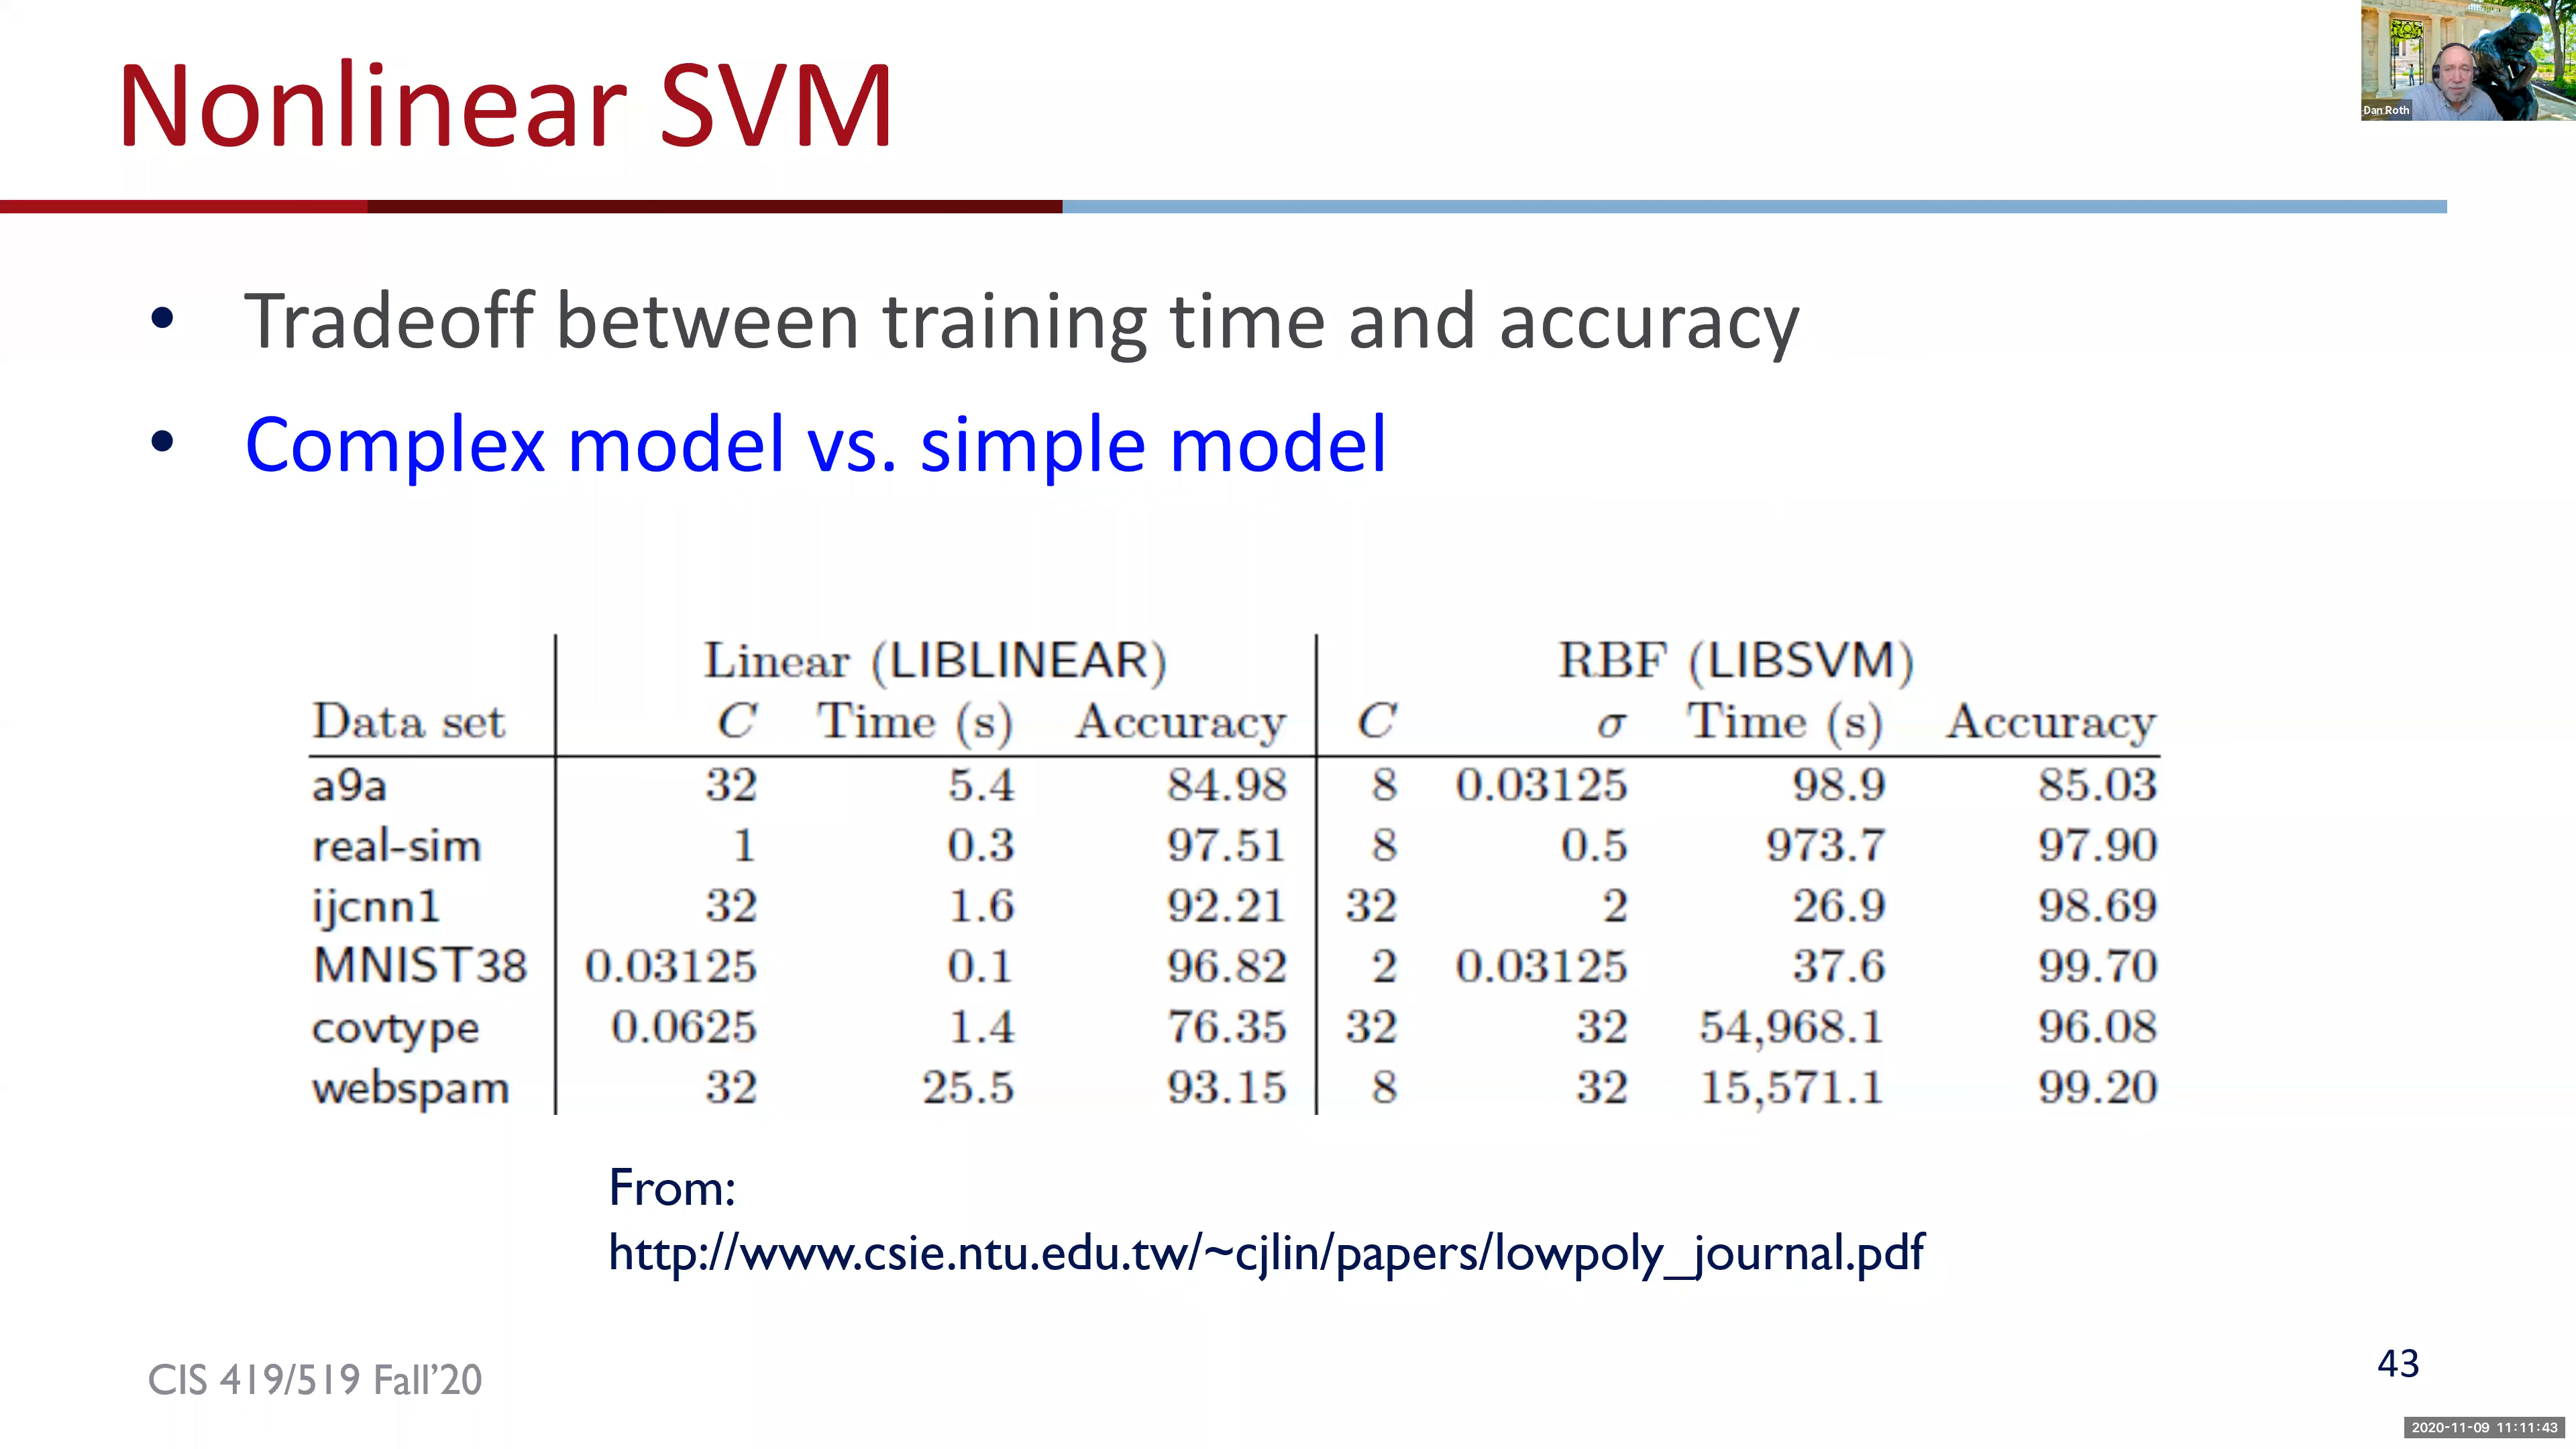 Nonlinear SVM
Dan Roth
• Tradeoff between training time and accuracy
• Complex model vs. simple model
Linear (LIBLINEAR) RBF (LIBSVM)
Data set C Time (s) Accuracy C σ Time (s) Accuracy
a9a 32 5.4 84.98 8 0.03125 98.9 85.03
real-sim 1 0.3 97.51 8 0.5 973.7 97.90
ijcnn1 32 1.6 92.21 32 2 26.9 98.69
MNIST38 0.03125 0.1 96.82 2 0.03125 37.6 99.70
covtype 0.0625 1.4 76.35 32 32 54,968.1 96.08
webspam 32 25.5 93.15 8 32 15,571.1 99.20
From:
http://www.csie.ntu.edu.tw/~cjlin/papers/lowpoly_journal.pdf
CIS 419/519 Fall’20
43
2020-11-09 11:11:43